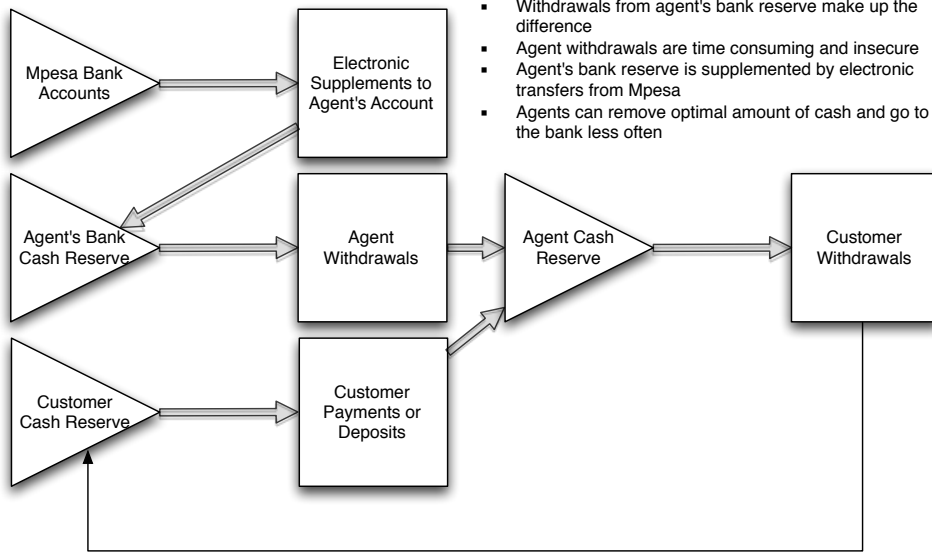 Withdrawals from agent's bank reserve make up the
difference
Agent withdrawals are time consuming and insecure
Agent's bank reserve is supplemented by electronic
transfers from Mpesa
Agents can remove optimal amount of cash and go to
the bank less often
Mpesa Bank
Accounts
Electronic
Supplements to
Agent's Account
Agent's Bank
Cash Reserve
Agent
Withdrawals
Agent Cash
Reserve
Customer
Withdrawals
Customer
Cash Reserve
Customer
Payments or
Deposits